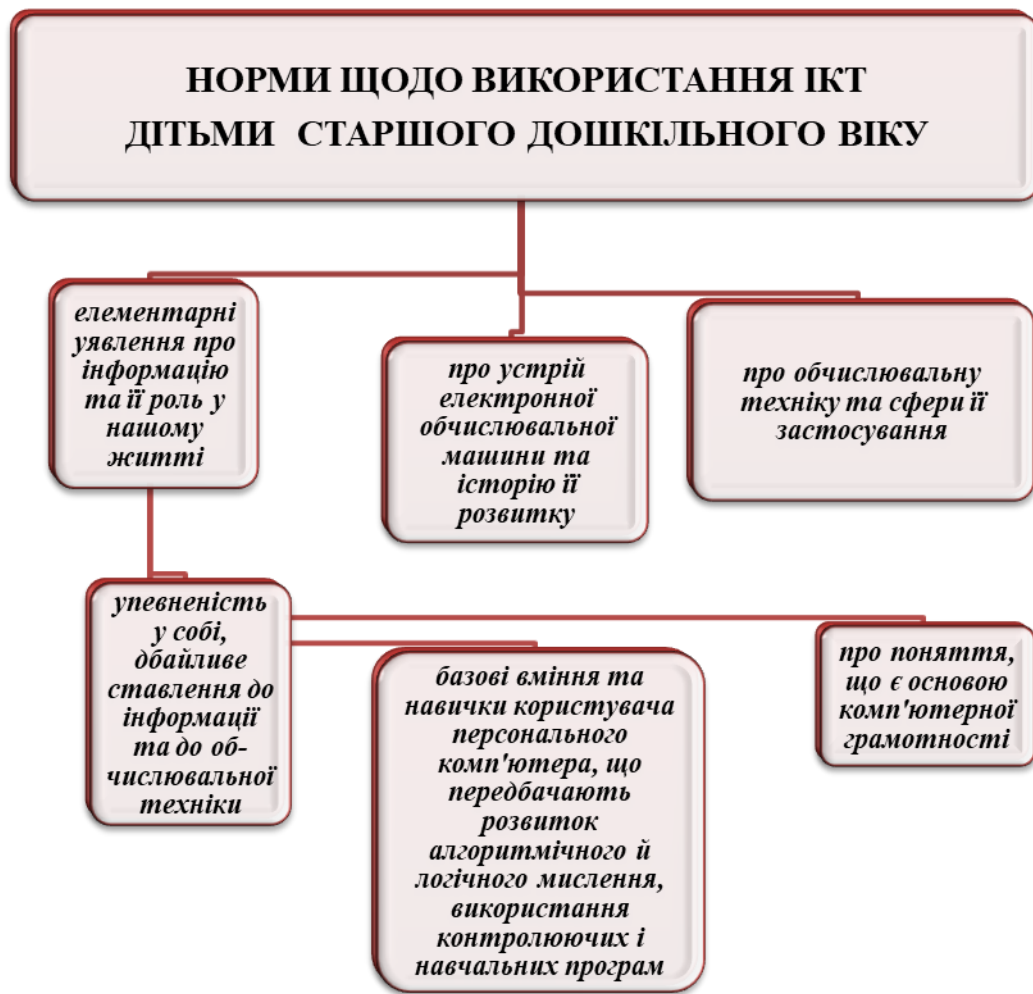 НОРМИ ЩОДО ВИКОРИСТАННЯ ІКТ
ДІТЬМИ СТАРШОГО ДОШКІЛЬНОГО ВІКУ
елементарні
уявлення про
інформацію
та її роль у
нашому
житті
про устрій
електронної
обчислювальної
машини та
історію її
розвитку
про обчислювальну
техніку та сфери її
застосування
упевненість
у собі,
дбайливе
ставлення до
інформації
та до об-
числювальної
техніки
базові вміння та
навички користувача
персонального
комп'ютера, що
передбачають
розвиток
алгоритмічного й
логічного мислення,
використання
контролюючих і
навчальних програм
про поняття,
що є основою
комп'ютерної
грамотності